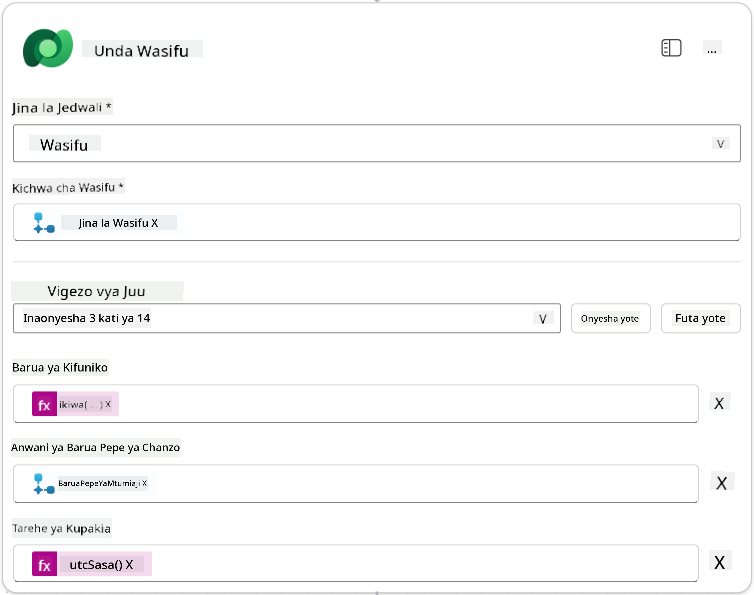 Unda Wasifu
...
Jina la Jedwali *
Wasifu V
Kichwa cha Wasifu *
Jina la Wasifu X
Vigezo vya Juu
Inaonyesha 3 kati ya 14 V Onyesha yote Futa yote
Barua ya Kifuniko
fx ikiwa(...) X X
Anwani ya Barua Pepe ya Chanzo
BaruaPepeYaMtumiaji X X
Tarehe ya Kupakia
fx utcSasa() X X